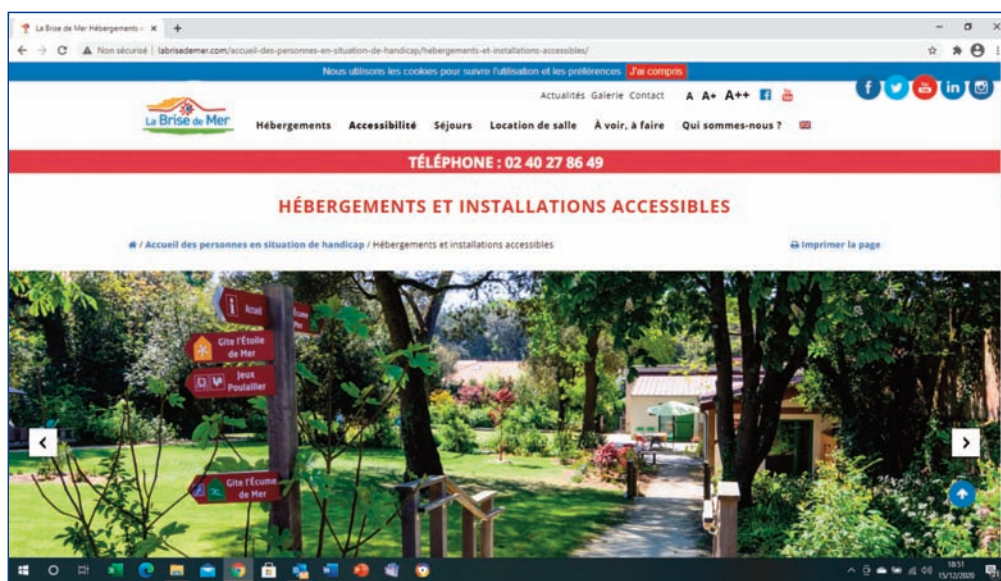 La Brise de Mer Hébergements e
Non sécurisé | labrisedemer.com/accueil-des-personnes-en-situation-de-handicap/hebergements-et-installations-accessibles/
Nous utilisons les cookies pour suivre l'utilisation et les préférences J'ai compris
Actualités Galerie Contact A A+ A++
La Brise de Mer
Hébergements Accessibilité Séjours Location de salle À voir, à faire Qui sommes-nous ?
TÉLÉPHONE : 02 40 27 86 49
HÉBERGEMENTS ET INSTALLATIONS ACCESSIBLES
/ Accueil des personnes en situation de handicap / Hébergements et installations accessibles
Imprimer la page
Accueil
Écume
Mer
Gîte l'Étoile
de Mer
Jeux
Poulailler
Gîte l'Écume
de Mer
18:51
15/12/2020